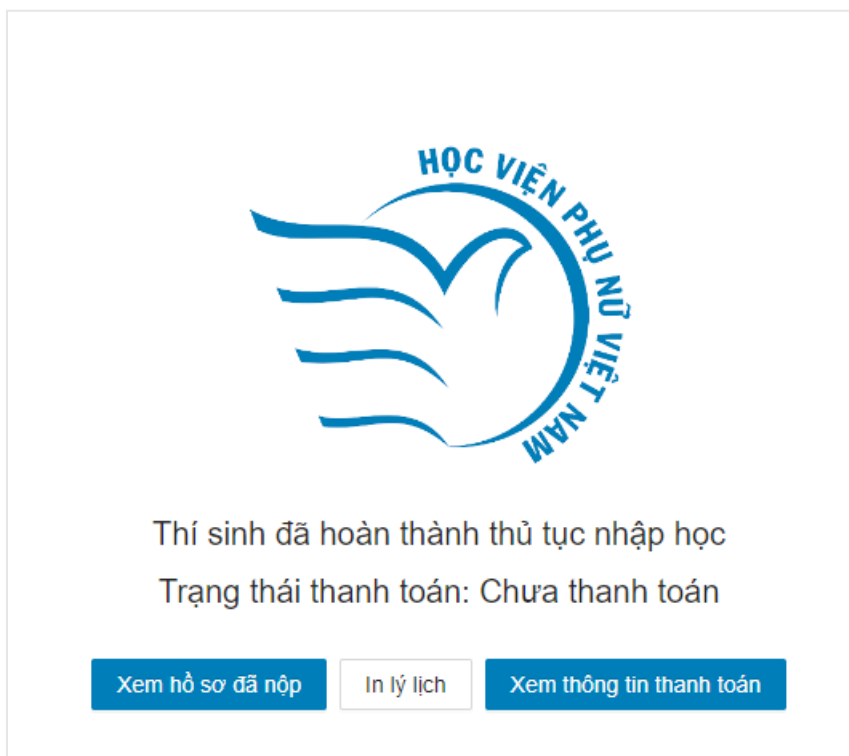 HỌC VIỆN PHỤ NỮ VIỆT NAM
Thí sinh đã hoàn thành thủ tục nhập học
Trạng thái thanh toán: Chưa thanh toán
Xem hồ sơ đã nộp
In lý lịch
Xem thông tin thanh toán